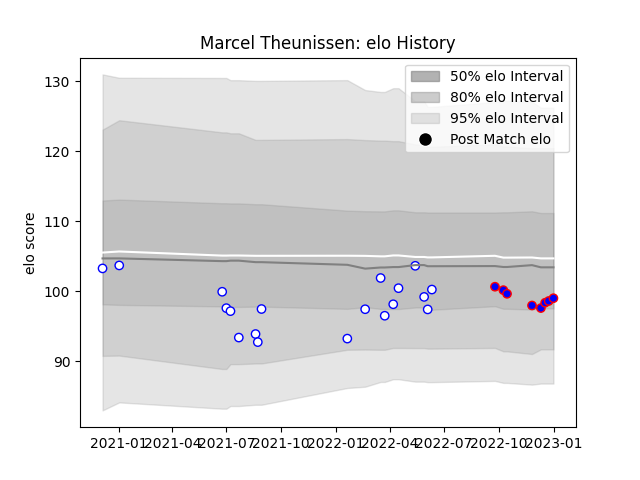 Marcel Theunissen: elo History
50% elo Interval
80% elo Interval
95% elo Interval
Post Match elo
elo score
130
120
110
100
90
2021-01 2021-04 2021-07 2021-10 2022-01 2022-04 2022-07 2022-10 2023-01